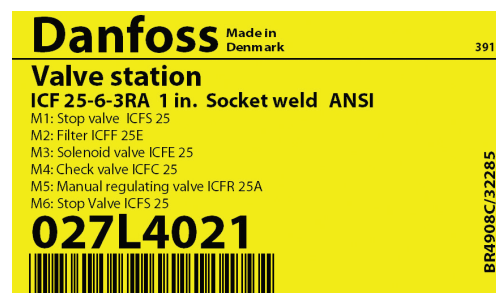 Danfoss
Made in
Denmark
391
Valve station
ICF 25-6-3RA 1 in. Socket weld ANSI
M1: Stop valve ICFS 25
M2: Filter ICFF 25E
M3: Solenoid valve ICFE 25
M4: Check valve ICFC 25
M5: Manual regulating valve ICFR 25A
M6: Stop Valve ICFS 25
027L4021
BR4908C/32285